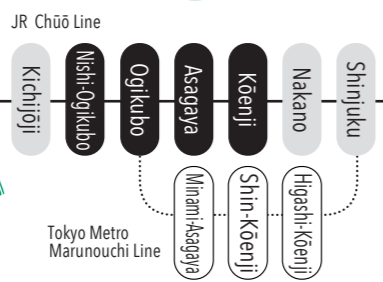 JR Chūō Line
Kichijōji
Nishi-Ogikubo
Ogikubo
Asagaya
Kōenji
Nakano
Shinjuku
Minami-Asagaya
Shin-Kōenji
Higashi-Kōenji
Tokyo Metro
Marunouchi Line